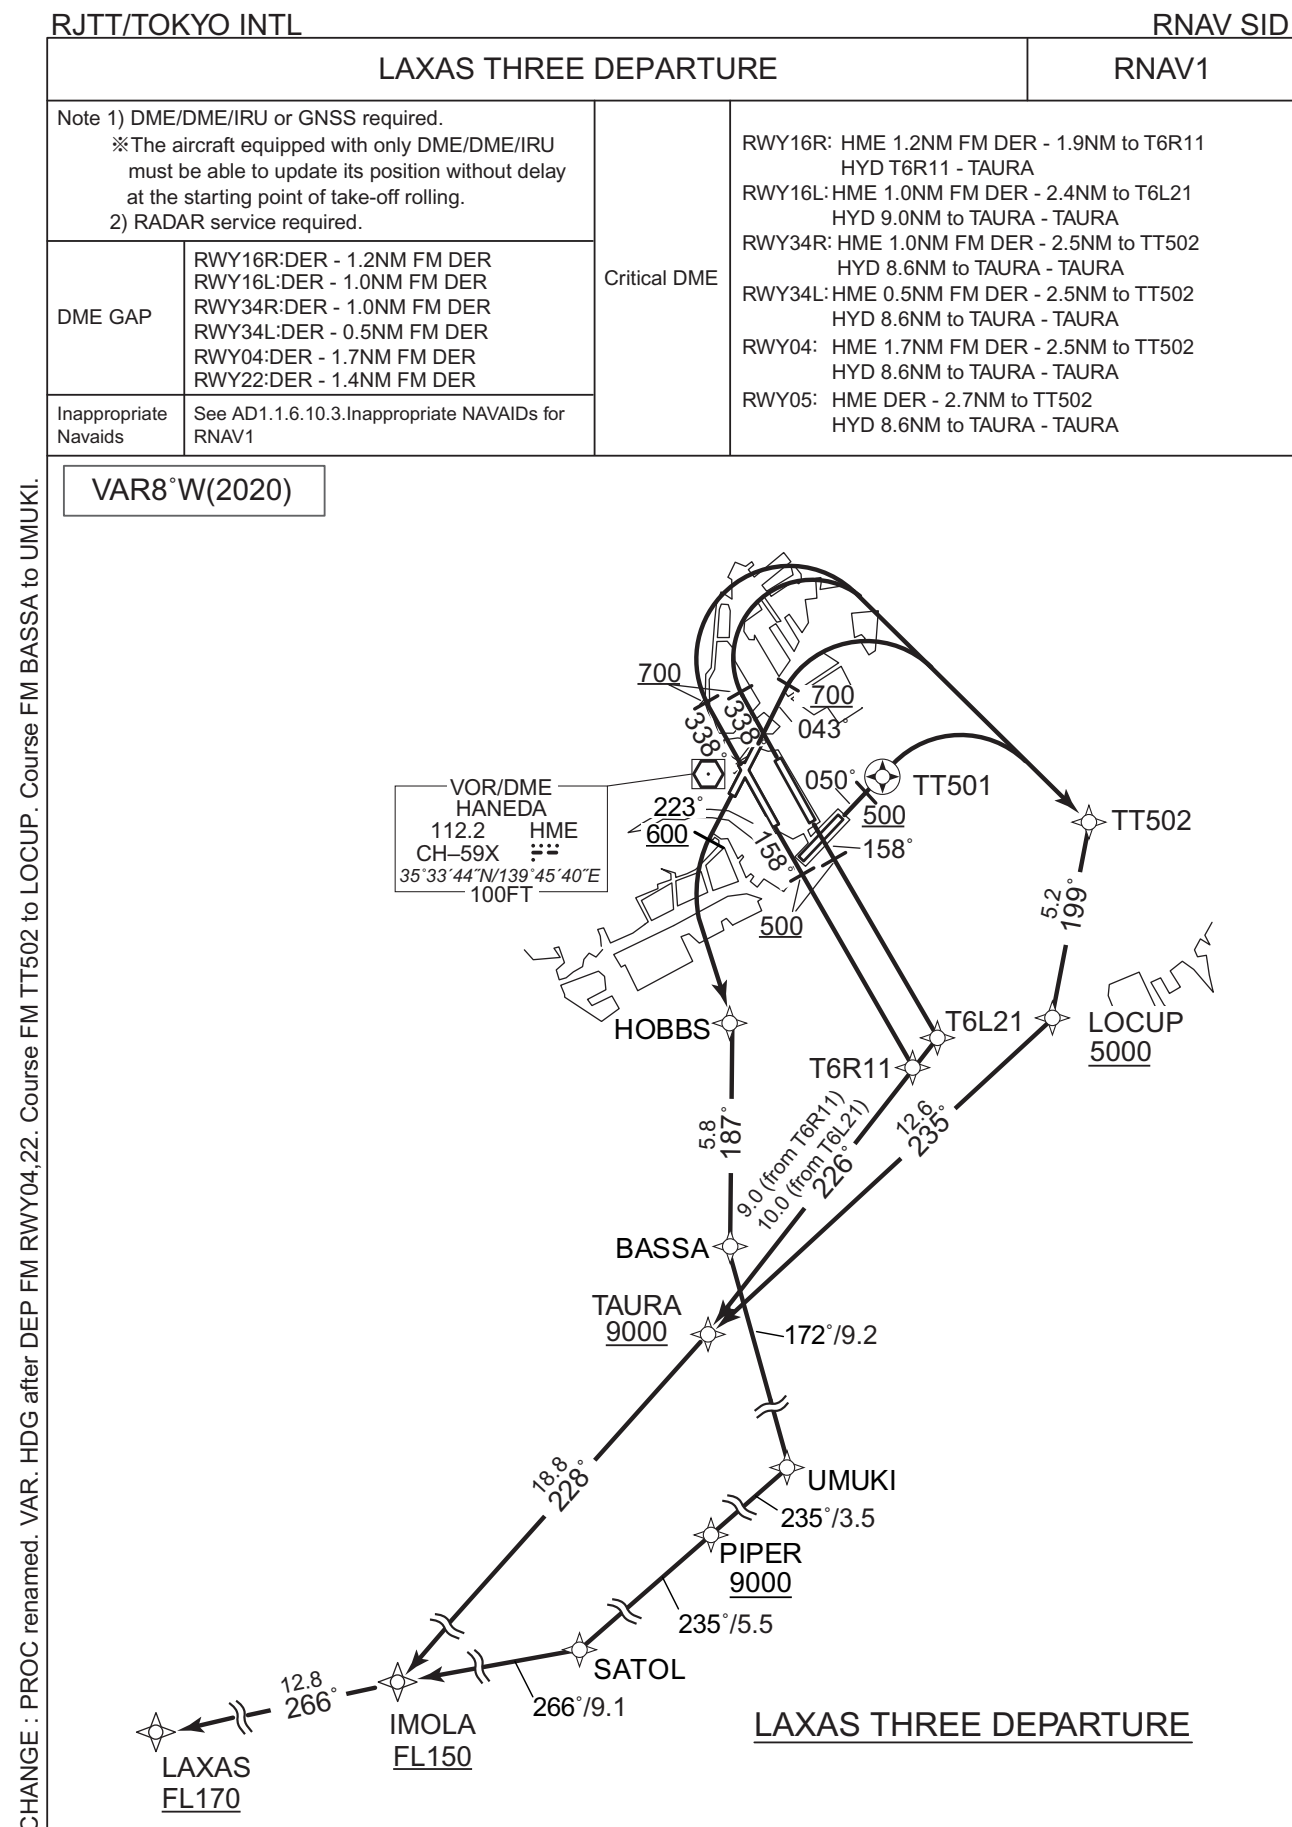 RJTT/TOKYO INTL
RNAV SID
LAXAS THREE DEPARTURE
RNAV1
Note 1) DME/DME/IRU or GNSS required.
※The aircraft equipped with only DME/DME/IRU
must be able to update its position without delay
at the starting point of take-off rolling.
2) RADAR service required.
DME GAP
RWY16R:DER - 1.2NM FM DER
RWY16L:DER - 1.0NM FM DER
RWY34R:DER - 1.0NM FM DER
RWY34L:DER - 0.5NM FM DER
RWY04:DER - 1.7NM FM DER
RWY22:DER - 1.4NM FM DER
Inappropriate
Navaids
See AD1.1.6.10.3.Inappropriate NAVAIDs for
RNAV1
Critical DME
RWY16R: HME 1.2NM FM DER - 1.9NM to T6R11
HYD T6R11 - TAURA
RWY16L:HME 1.0NM FM DER - 2.4NM to T6L21
HYD 9.0NM to TAURA - TAURA
RWY34R: HME 1.0NM FM DER - 2.5NM to TT502
HYD 8.6NM to TAURA - TAURA
RWY34L:HME 0.5NM FM DER - 2.5NM to TT502
HYD 8.6NM to TAURA - TAURA
RWY04: HME 1.7NM FM DER - 2.5NM to TT502
HYD 8.6NM to TAURA - TAURA
RWY05: HME DER - 2.7NM to TT502
HYD 8.6NM to TAURA - TAURA
CHANGE : PROC renamed. VAR. HDG after DEP FM RWY04,22. Course FM TT502 to LOCUP. Course FM BASSA to UMUKI.
VAR8°W(2020)
700
338°
338°
700
043°
VOR/DME
HANEDA
112.2 HME
CH–59X
35°33´44˝N/139°45´40˝E
100FT
223°
600
158°
050°
TT501
500
158°
500
TT502
5.2
199°
HOBBS
T6L21
T6R11
LOCUP
5000
5.8
187°
9.0 (from T6R11)
10.0 (from T6L21)
226°
12.6
235°
BASSA
TAURA
9000
172°/9.2
18.8
228°
UMUKI
235°/3.5
PIPER
9000
235°/5.5
SATOL
266°/9.1
12.8
266°
IMOLA
FL150
LAXAS
FL170
LAXAS THREE DEPARTURE